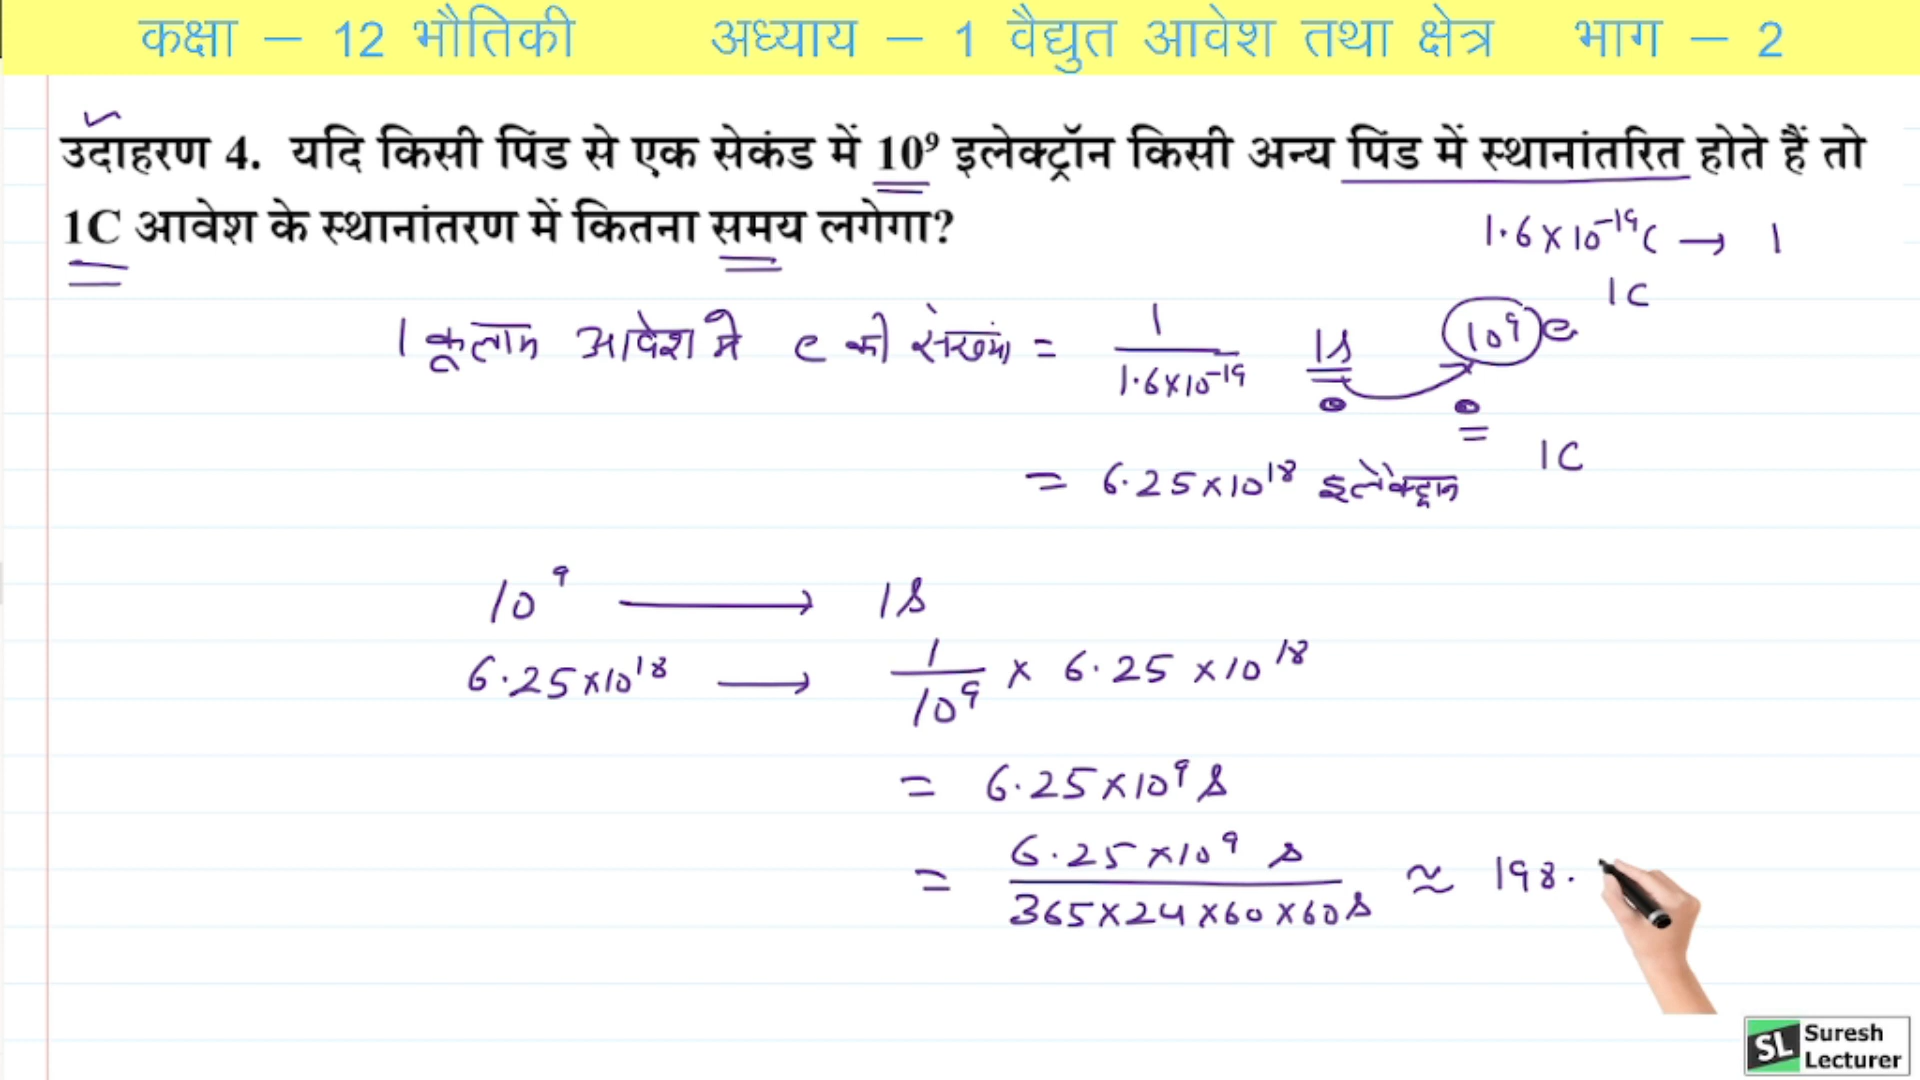 कक्षा – 12 भौतिकी अध्याय – 1 वैद्युत आवेश तथा क्षेत्र भाग – 2
उदाहरण 4. यदि किसी पिंड से एक सेकंड में 10⁹ इलेक्ट्रॉन किसी अन्य पिंड में स्थानांतरित होते हैं तो
1C आवेश के स्थानांतरण में कितना समय लगेगा?
1.6×10⁻¹⁹C → 1
1C
1 कूलाम आवेश मे e की संख्या = 1/1.6×10⁻¹⁹
1s 10⁹ e
= 6.25×10¹⁸ इलेक्ट्रान
= 1C
10⁹ → 1s
6.25×10¹⁸ → 1/10⁹ × 6.25 ×10¹⁸
= 6.25×10⁹ s
= 6.25×10⁹ s/365×24×60×60s ≈ 198.
SL Suresh
Lecturer